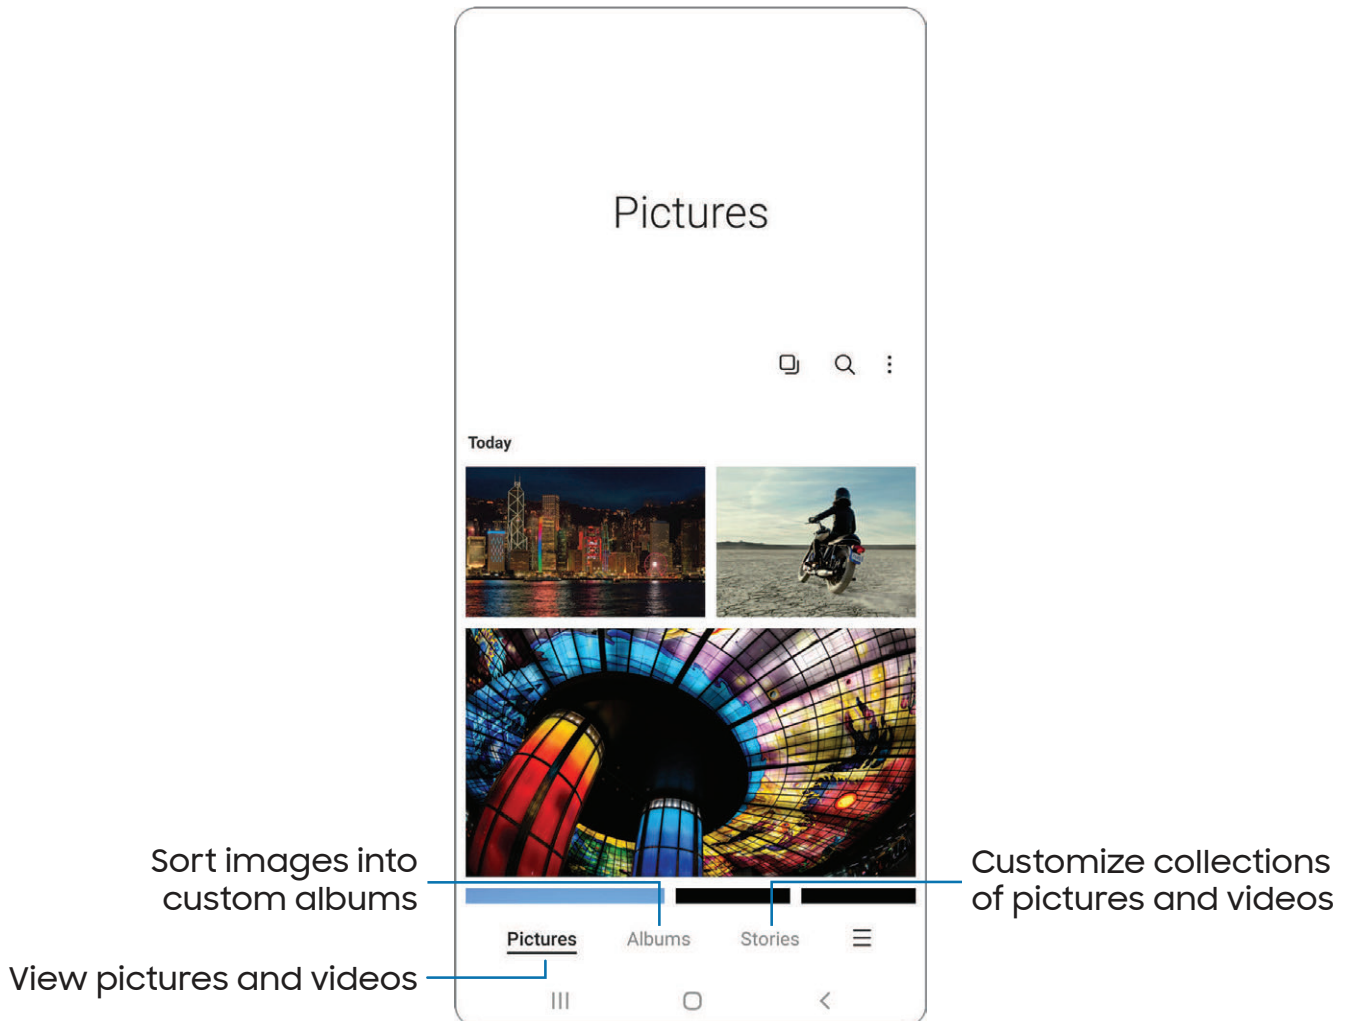 Pictures
Today
Sort images into
custom albums
Customize collections
of pictures and videos
Pictures Albums Stories
View pictures and videos